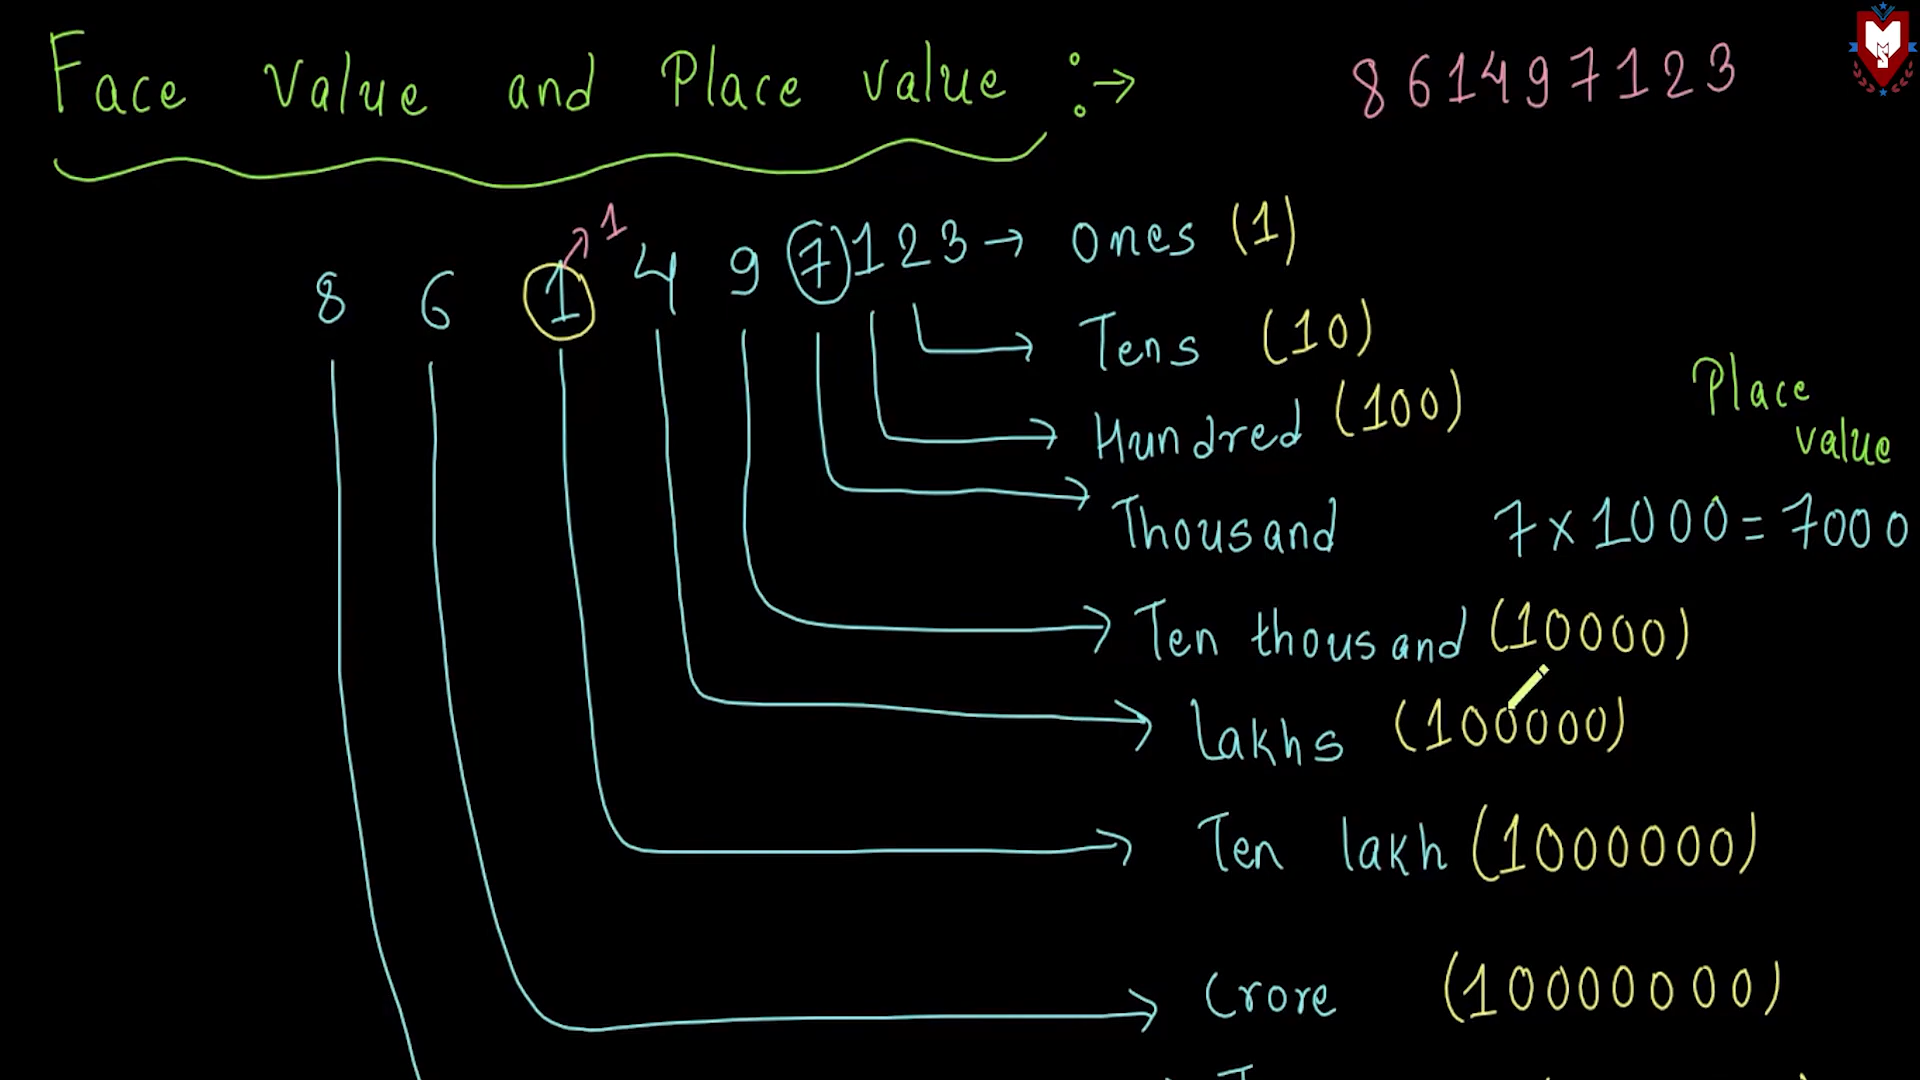 Face value and Place value :→ 861497123
1
8 6 1 4 9 7 1 2 3 → Ones (1)
Tens (10)
Hundred (100)
Place
value
Thousand 7 x 1000 = 7000
Ten thousand (10000)
Lakhs (100000)
Ten lakh (1000000)
Crore (10000000)